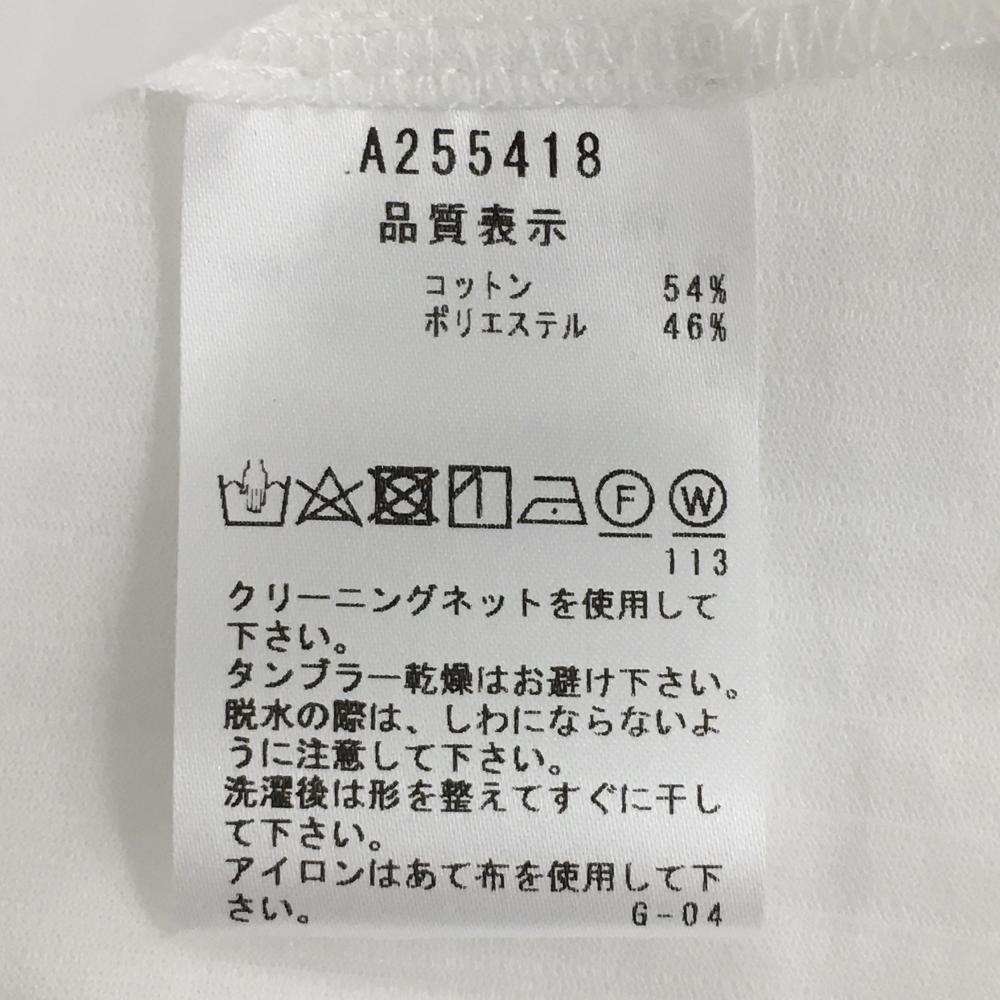 A255418
品質表示
コットン 54%
ポリエステル 46%
F W
113
クリーニングネットを使用して
下さい。
タンブラー乾燥はお避け下さい。
脱水の際は、しわにならないよ
うに注意して下さい。
洗濯後は形を整えてすぐに干し
て下さい。
アイロンはあて布を使用して下
さい。 G-04